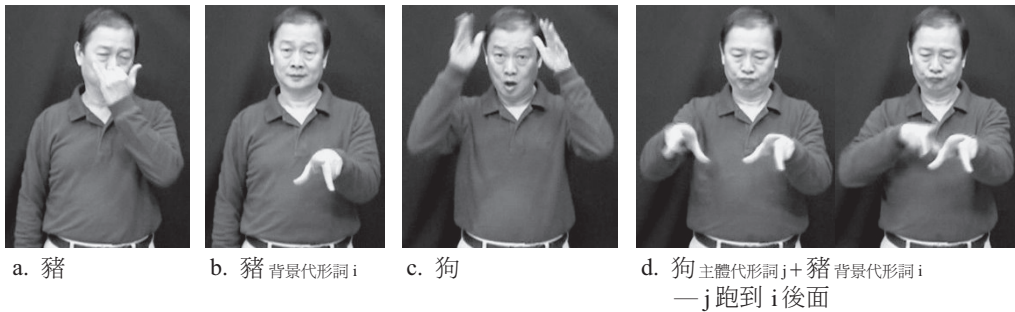 a. 豬
b. 豬 背景代形詞 i
c. 狗
d. 狗 主體代形詞 j + 豬 背景代形詞 i
— j 跑到 i 後面